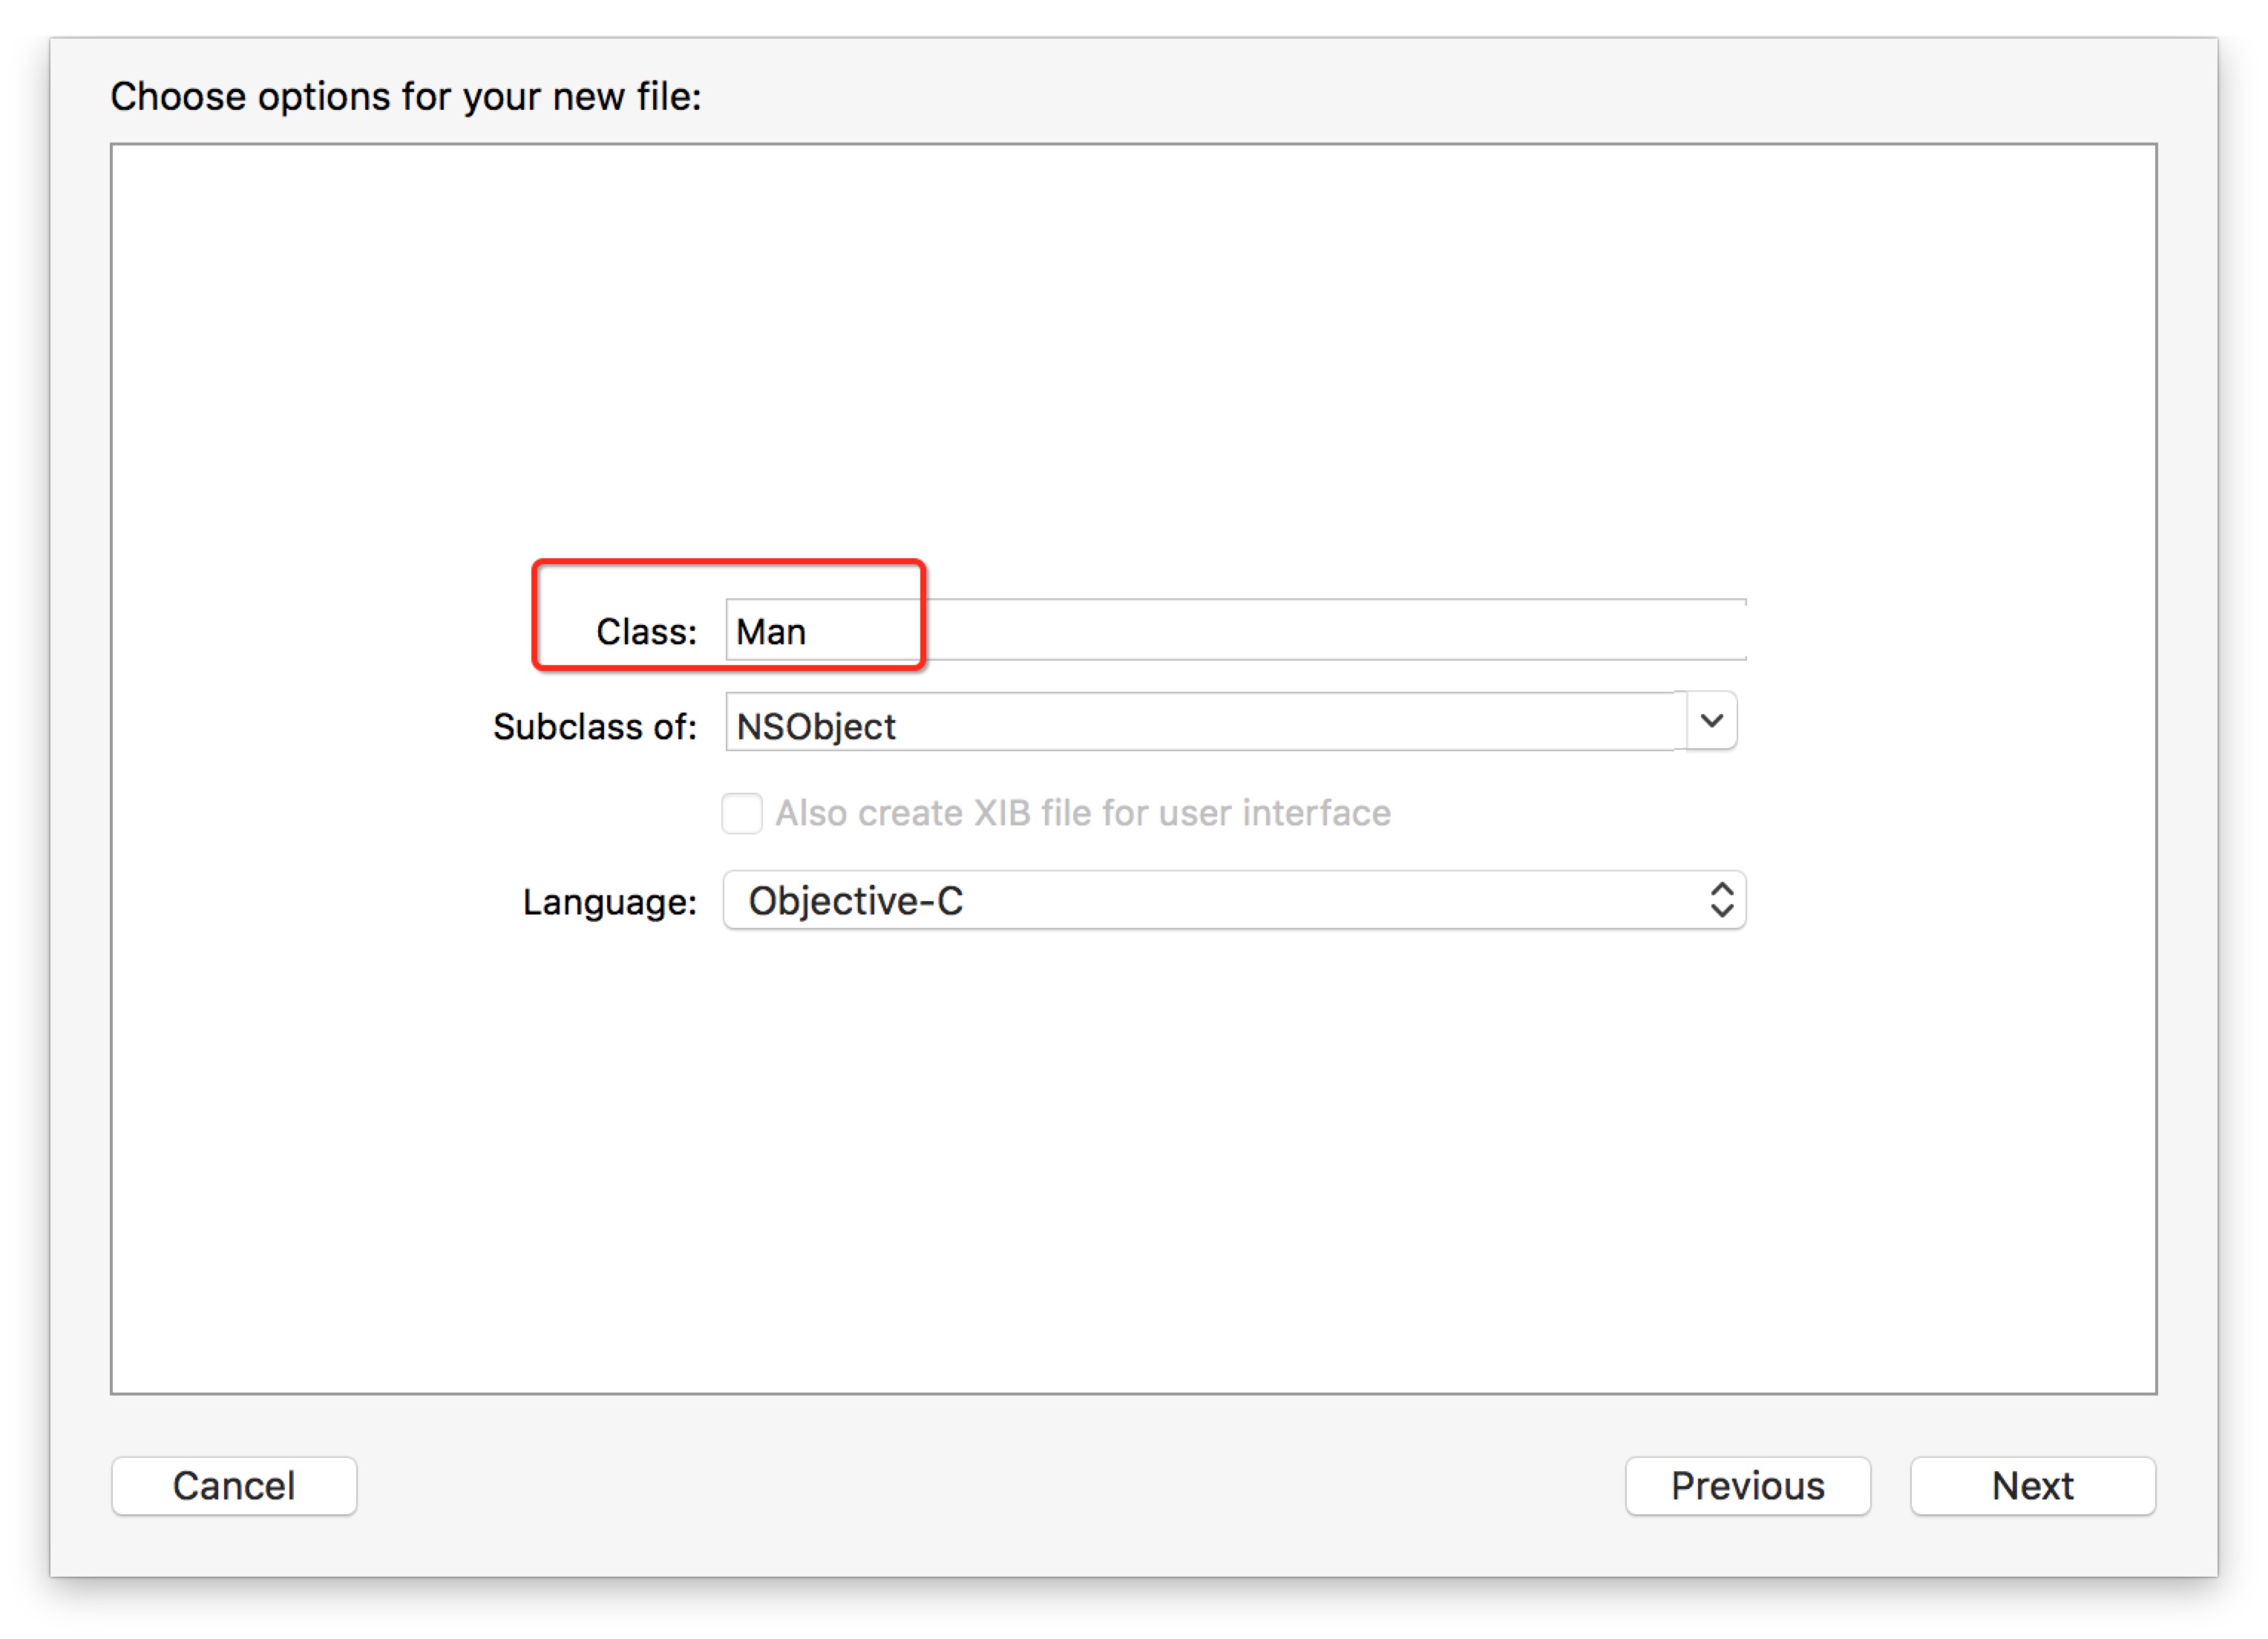 Choose options for your new file:
Class: Man
Subclass of: NSObject
Also create XIB file for user interface
Language: Objective-C
Cancel Previous Next